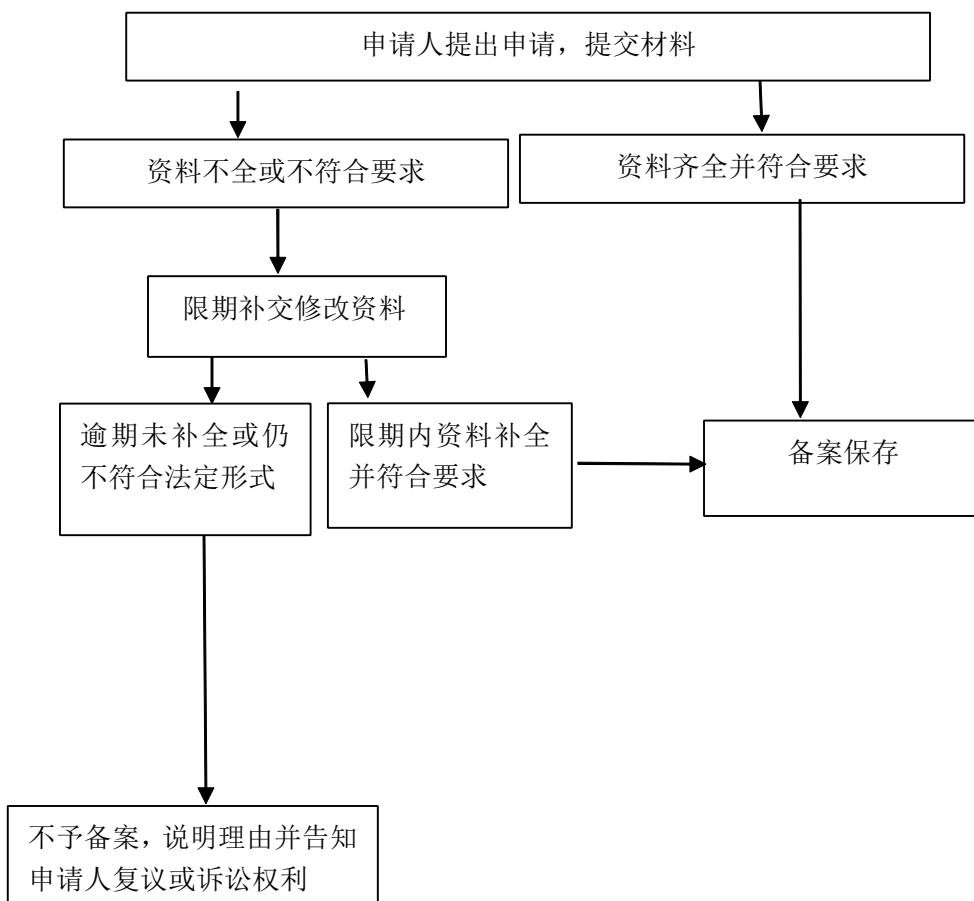 申请人提出申请，提交材料
资料不全或不符合要求
资料齐全并符合要求
限期补交修改资料
逾期未补全或仍
不符合法定形式
限期内资料补全
并符合要求
备案保存
不予备案，说明理由并告知
申请人复议或诉讼权利